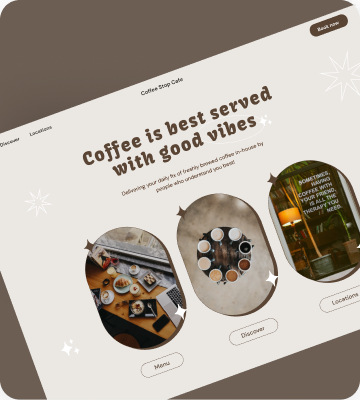 Book now
Coffee Stop Cafe
Discover
Locations
Coffee is best served
with good vibes
Delivering your daily fix of freshly brewed coffee in-house by
people who understand you best!
SOMETIMES,
HAVING
COFFEE WITH
YOUR FRIEND,
IS ALL THE
THERAPY YOU
NEED.
Menu
Discover
Locations